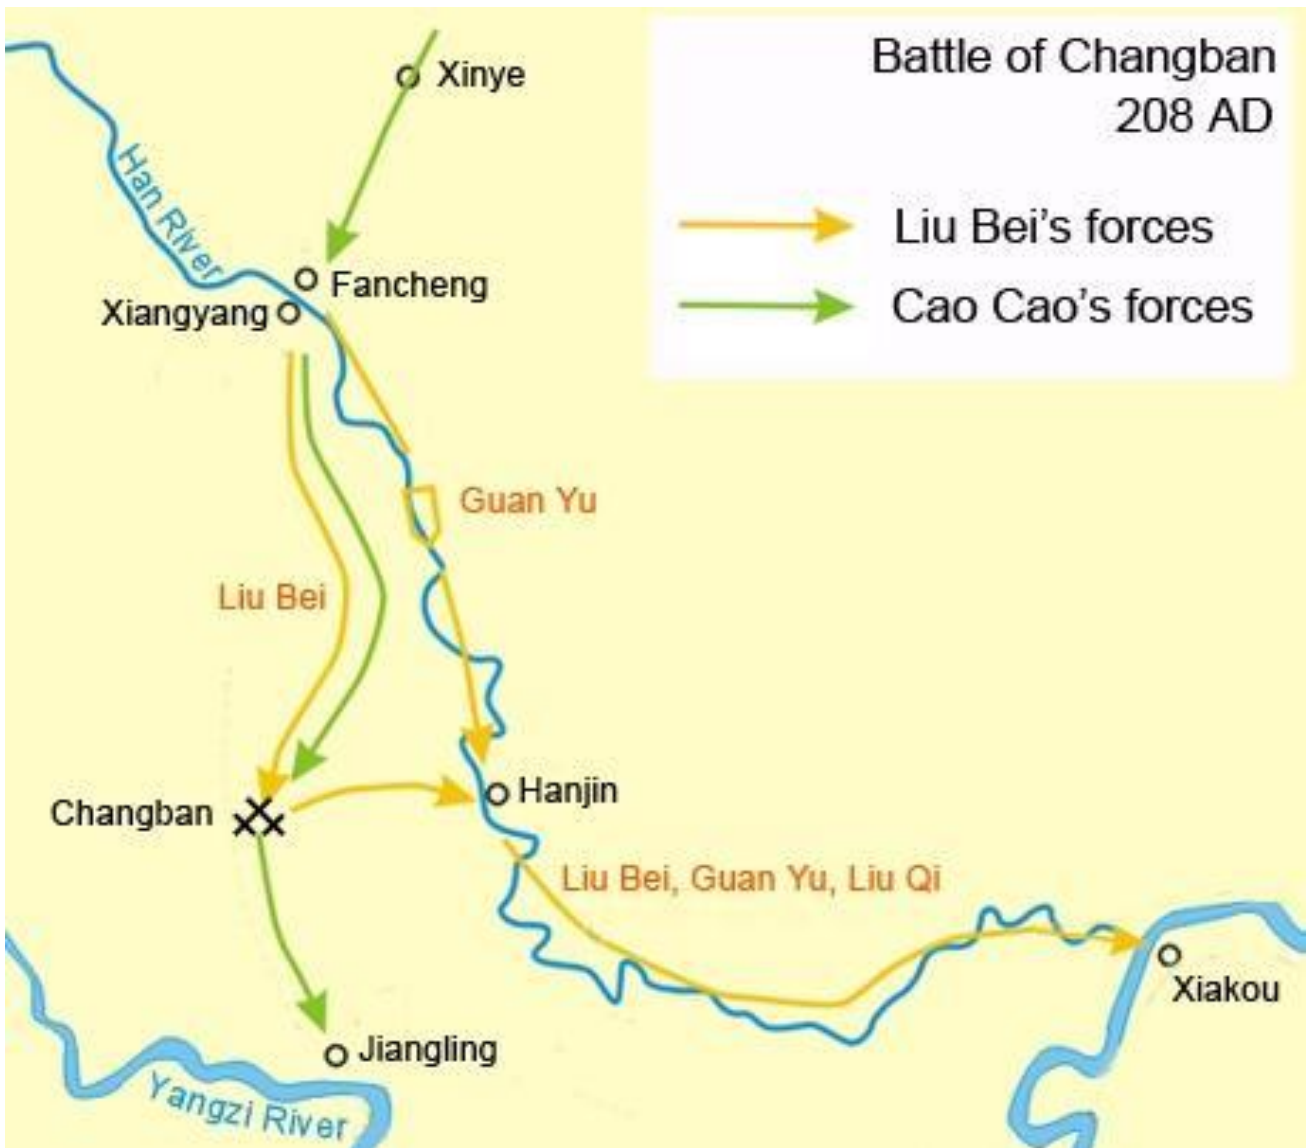 Battle of Changban
208 AD
Liu Bei's forces
Cao Cao's forces
Xinye
Han River
Fancheng
Xiangyang
Guan Yu
Liu Bei
Hanjin
Changban
Liu Bei, Guan Yu, Liu Qi
Xiakou
Jiangling
Yangzi River